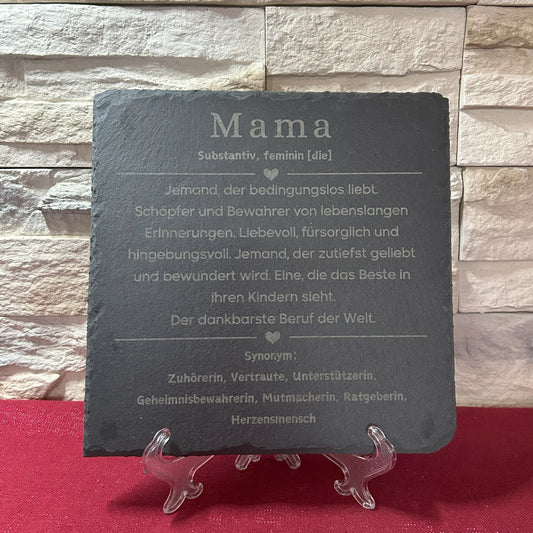 Mama
Substantiv, feminin [die]
Jemand, der bedingungslos liebt.
Schöpfer und Bewahrer von lebenslangen
Erinnerungen. Liebevoll, fürsorglich und
hingebungsvoll. Jemand, der zutiefst geliebt
und bewundert wird. Eine, die das Beste in
ihren Kindern sieht.
Der dankbarste Beruf der Welt.
Synonym:
Zuhörerin, Vertraute, Unterstützerin,
Geheimnisbewahrerin, Mutmacherin, Ratgeberin,
Herzensmensch